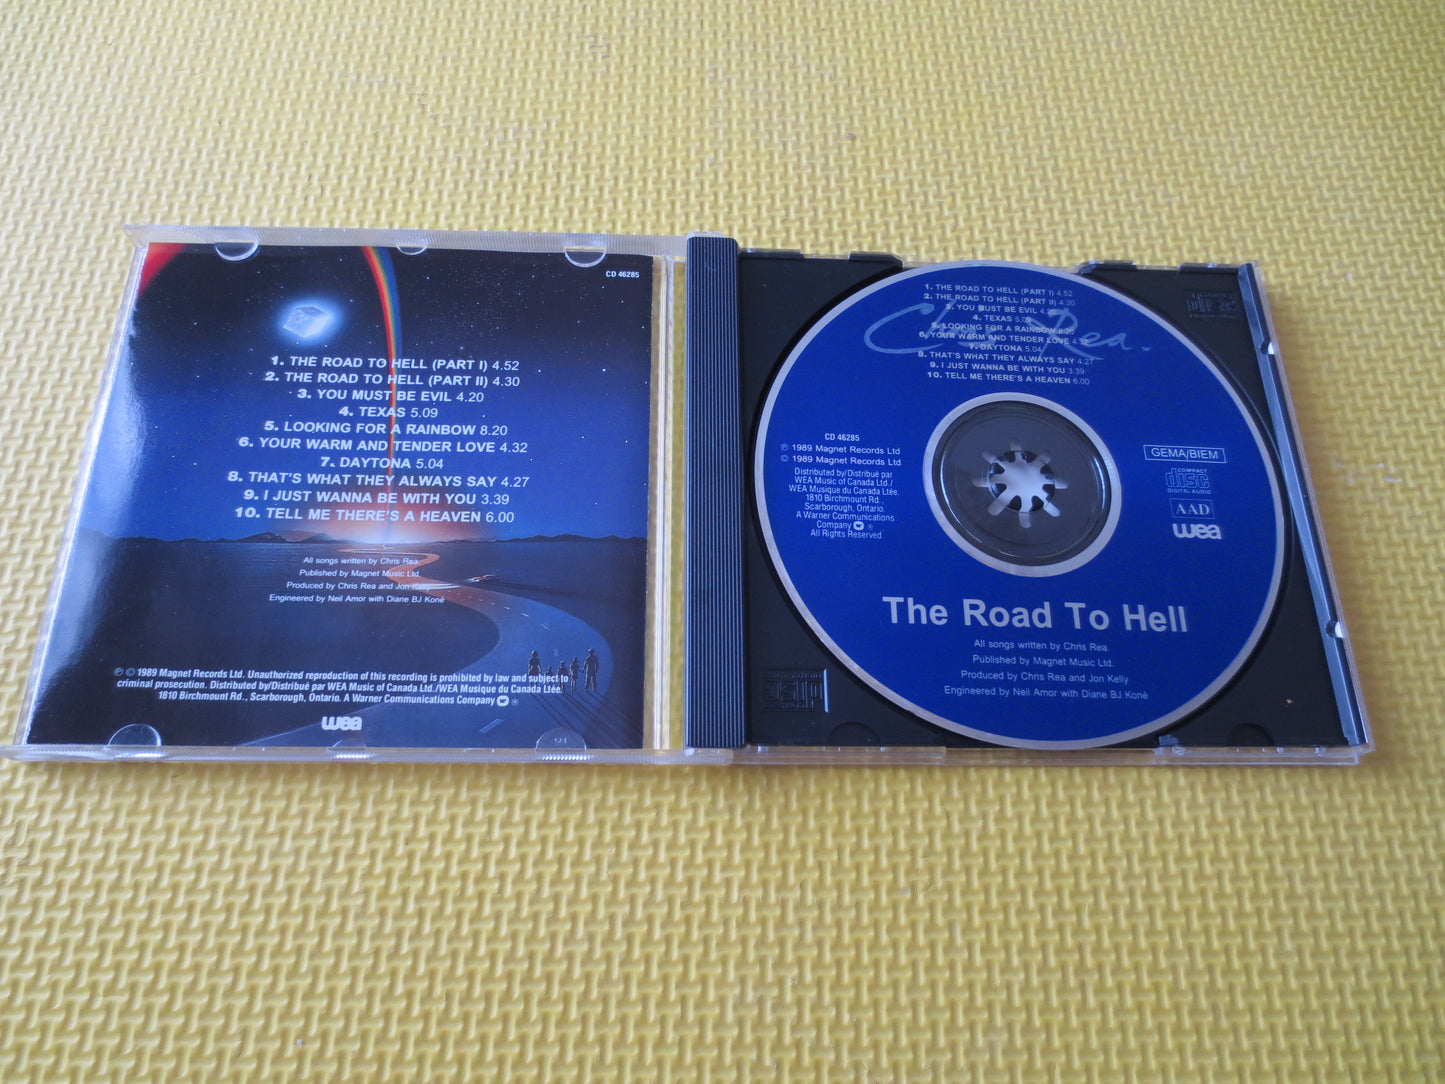 CD 46285
1. THE ROAD TO HELL (PART I) 4.52
2. THE ROAD TO HELL (PART II) 4.30
3. YOU MUST BE EVIL 4.20
4. TEXAS 5.09
5. LOOKING FOR A RAINBOW 8.20
6. YOUR WARM AND TENDER LOVE 4.32
7. DAYTONA 5.04
8. THAT'S WHAT THEY ALWAYS SAY 4.27
9. I JUST WANNA BE WITH YOU 3.39
10. TELL ME THERE'S A HEAVEN 6.00
All songs written by Chris Rea.
Published by Magnet Music Ltd.
Produced by Chris Rea and Jon Kelly
Engineered by Neil Amor with Diane BJ Koné
℗ © 1989 Magnet Records Ltd. Unauthorized reproduction of this recording is prohibited by law and subject to
criminal prosecution. Distributed by/Distribué par WEA Music of Canada Ltd./WEA Musique du Canada Ltée.
1810 Birchmount Rd., Scarborough, Ontario. A Warner Communications Company ®
wea
1. THE ROAD TO HELL (PART I) 4.52
2. THE ROAD TO HELL (PART II) 4.30
3. YOU MUST BE EVIL 4.20
4. TEXAS 5.09
5. LOOKING FOR A RAINBOW 8.20
6. YOUR WARM AND TENDER LOVE 4.32
7. DAYTONA 5.04
8. THAT'S WHAT THEY ALWAYS SAY 4.27
9. I JUST WANNA BE WITH YOU 3.39
10. TELL ME THERE'S A HEAVEN 6.00
Chris Rea.
CD 46285
℗ 1989 Magnet Records Ltd
© 1989 Magnet Records Ltd
Distributed by/Distribué par
WEA Music of Canada Ltd./
WEA Musique du Canada Ltée.
1810 Birchmount Rd.,
Scarborough, Ontario.
A Warner Communications
Company ®
All Rights Reserved
GEMA/BIEM
COMPACT
disc
DIGITAL AUDIO
AAD
wea
The Road To Hell
All songs written by Chris Rea.
Published by Magnet Music Ltd.
Produced by Chris Rea and Jon Kelly
Engineered by Neil Amor with Diane BJ Koné